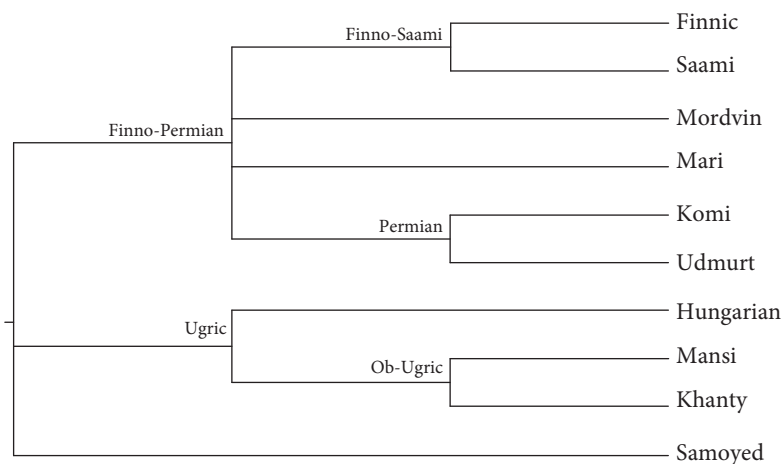 Finno-Saami
Finnic
Saami
Finno-Permian
Mordvin
Mari
Permian
Komi
Udmurt
Ugric
Hungarian
Ob-Ugric
Mansi
Khanty
Samoyed